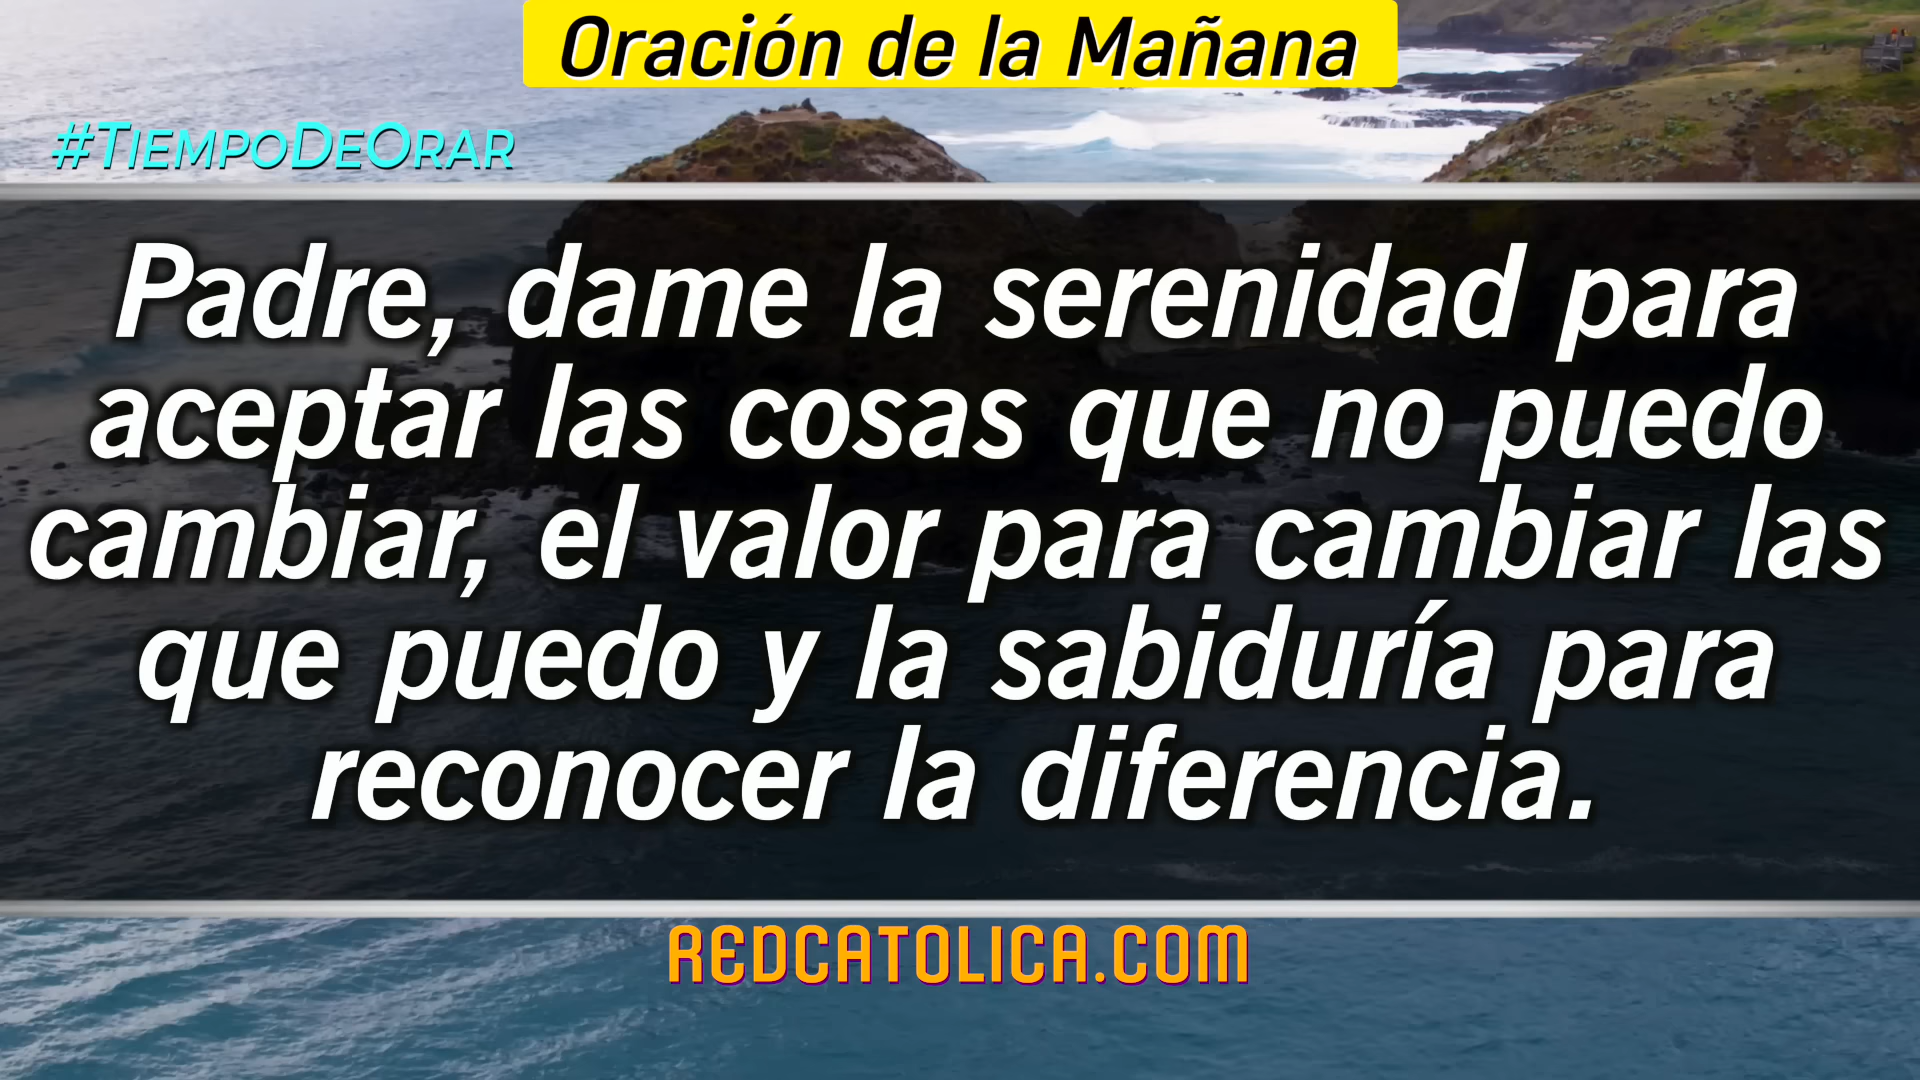 Oración de la Mañana
#TiempoDeOrar
Padre, dame la serenidad para
aceptar las cosas que no puedo
cambiar, el valor para cambiar las
que puedo y la sabiduría para
reconocer la diferencia.
REDCATOLICA.COM